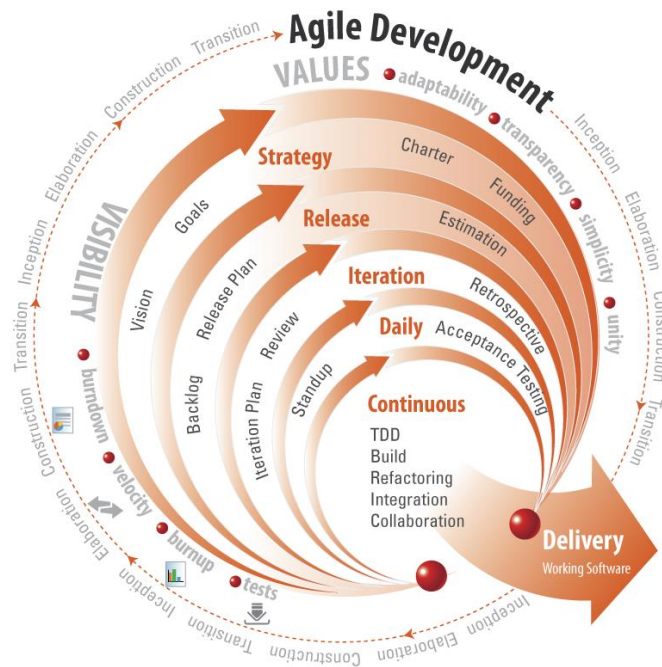 Agile Development
VALUES
adaptability
transparency
simplicity
unity
VISIBILITY
burndown
velocity
burnup
tests
Strategy
Charter
Funding
Goals
Vision
Release
Estimation
Release Plan
Backlog
Iteration
Retrospective
Review
Iteration Plan
Daily
Acceptance Testing
Standup
Continuous
TDD
Build
Refactoring
Integration
Collaboration
Delivery
Working Software
Inception
Elaboration
Construction
Transition
Inception
Elaboration
Transition
Inception
Elaboration
Construction
Transition
Inception
Elaboration
Construction
Transition